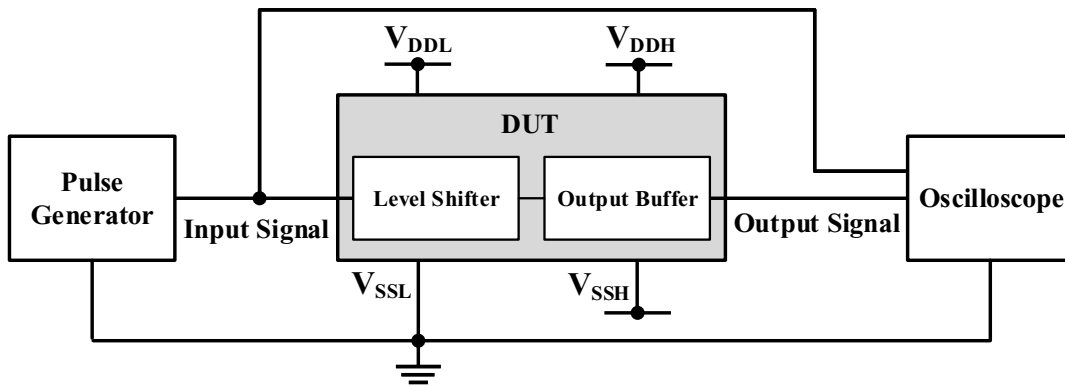 V_DDL
V_DDH
DUT
Pulse
Generator
Input Signal
Level Shifter
Output Buffer
Output Signal
Oscilloscope
V_SSL
V_SSH